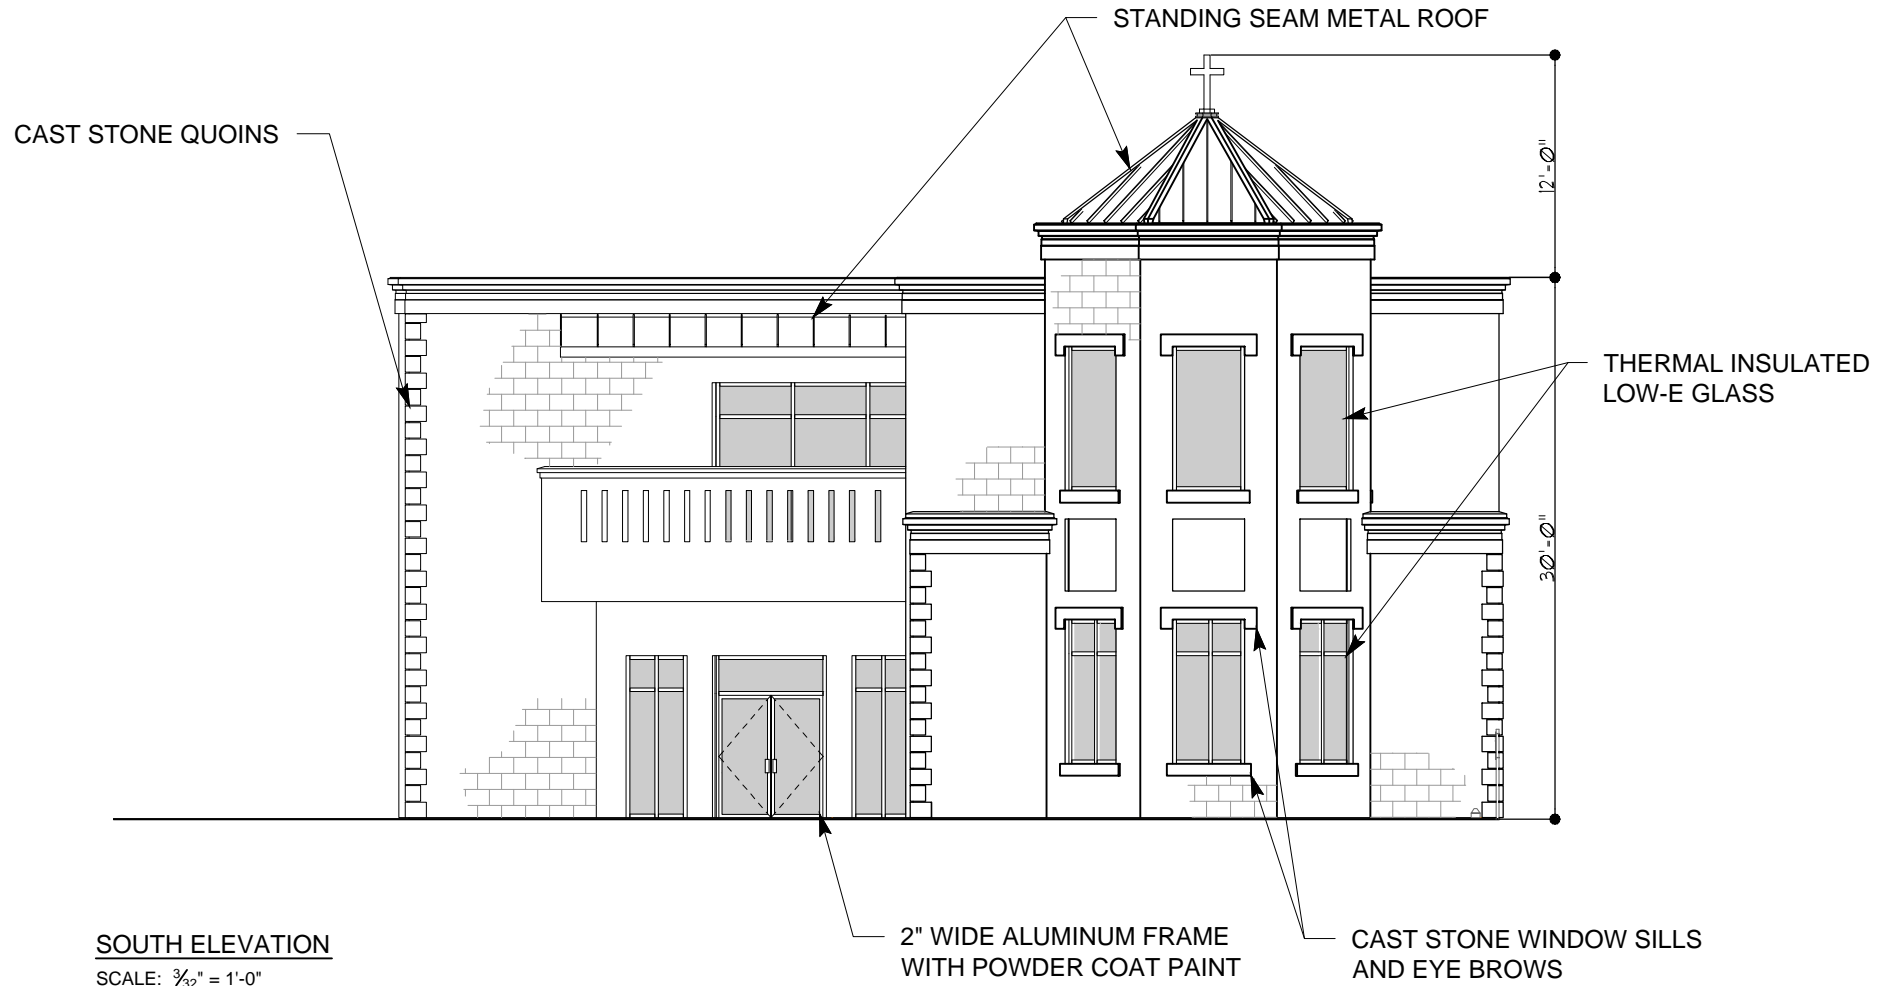 STANDING SEAM METAL ROOF
CAST STONE QUOINS
12'-0"
THERMAL INSULATED
LOW-E GLASS
30'-0"
2" WIDE ALUMINUM FRAME
WITH POWDER COAT PAINT
CAST STONE WINDOW SILLS
AND EYE BROWS
SOUTH ELEVATION
SCALE: 3/32" = 1'-0"